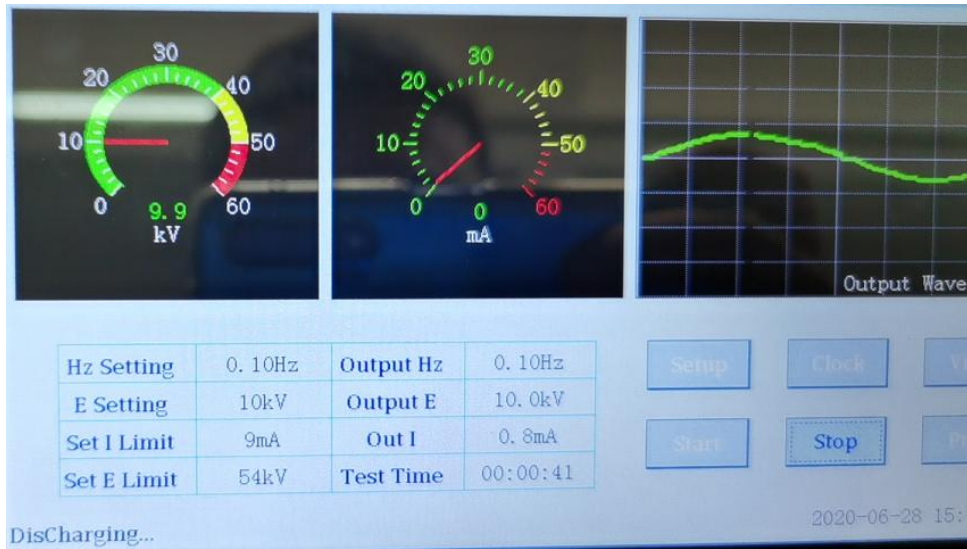 30
20 40
10 50
0 60
9.9
kV
30
20 40
10 50
0 60
0
mA
Output Wave
Hz Setting 0.10Hz Output Hz 0.10Hz
E Setting 10kV Output E 10.0kV
Set I Limit 9mA Out I 0.8mA
Set E Limit 54kV Test Time 00:00:41
Setup Clock
Start Stop
2020-06-28 15:
DisCharging...